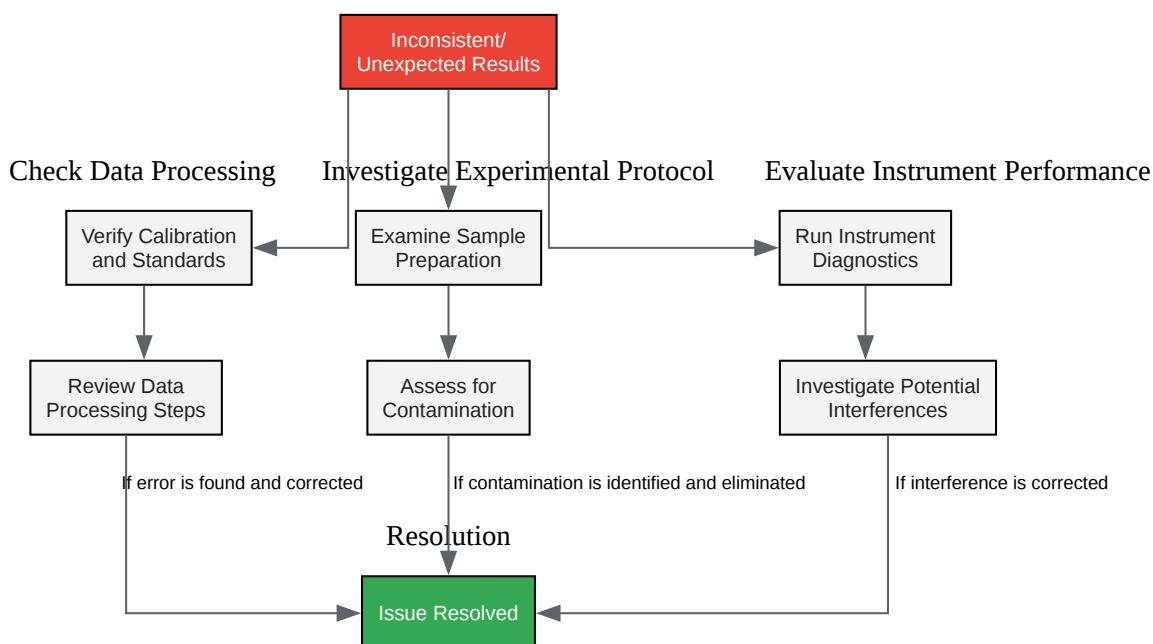 Inconsistent/
Unexpected Results
Check Data Processing
Investigate Experimental Protocol
Evaluate Instrument Performance
Verify Calibration
and Standards
Examine Sample
Preparation
Run Instrument
Diagnostics
Review Data
Processing Steps
Assess for
Contamination
Investigate Potential
Interferences
If error is found and corrected
If contamination is identified and eliminated
If interference is corrected
Resolution
Issue Resolved